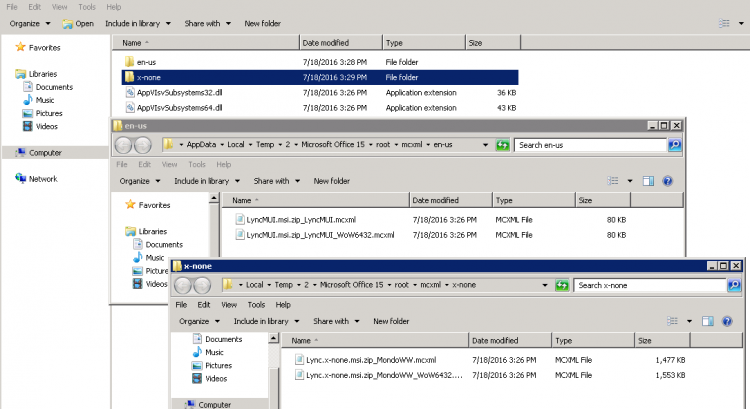 File Edit View Tools Help
Organize Open Include in library Share with New folder
Favorites
Libraries
Documents
Music
Pictures
Videos
Computer
Network
Name Date modified Type Size
en-us 7/18/2016 3:28 PM File folder
x-none 7/18/2016 3:29 PM File folder
AppVIsvSubsystems32.dll 7/18/2016 3:26 PM Application extension 36 KB
AppVIsvSubsystems64.dll 7/18/2016 3:26 PM Application extension 43 KB
en-us
AppData Local Temp 2 Microsoft Office 15 root mcxml en-us Search en-us
File Edit View Tools Help
Organize Include in library Share with New folder
Favorites
Libraries
Documents
Music
Picture
Videos
Name Date modified Type Size
LyncMUI.msi.zip_LyncMUI.mcxml 7/18/2016 3:26 PM MCXML File 80 KB
LyncMUI.msi.zip_LyncMUI_WoW6432.mcxml 7/18/2016 3:26 PM MCXML File 80 KB
x-none
Local Temp 2 Microsoft Office 15 root mcxml x-none Search x-none
File Edit View Tools Help
Organize Include in library Share with New folder
Documents
Music
Pictures
Videos
Computer
Name Date modified Type Size
Lync.x-none.msi.zip_MondoWW.mcxml 7/18/2016 3:26 PM MCXML File 1,477 KB
Lync.x-none.msi.zip_MondoWW_WoW6432.... 7/18/2016 3:26 PM MCXML File 1,553 KB